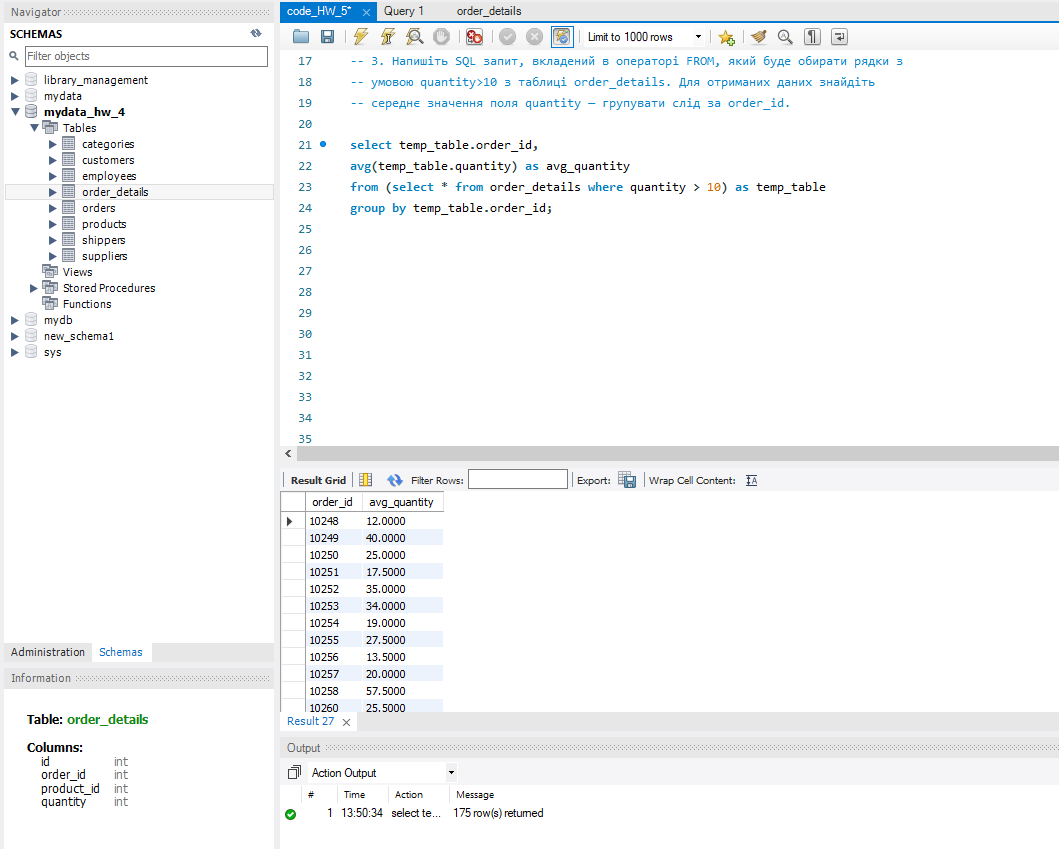 Navigator
SCHEMAS
Filter objects
library_management
mydata
mydata_hw_4
Tables
categories
customers
employees
order_details
orders
products
shippers
suppliers
Views
Stored Procedures
Functions
mydb
new_schema1
sys
Administration Schemas
Information
Table: order_details
Columns:
id int
order_id int
product_id int
quantity int
code_HW_5* Query 1 order_details
Limit to 1000 rows
17 -- 3. Напишіть SQL запит, вкладений в операторі FROM, який буде обирати рядки з
18 -- умовою quantity>10 з таблиці order_details. Для отриманих даних знайдіть
19 -- середнє значення поля quantity — групувати слід за order_id.
20
21 select temp_table.order_id,
22 avg(temp_table.quantity) as avg_quantity
23 from (select * from order_details where quantity > 10) as temp_table
24 group by temp_table.order_id;
25
26
27
28
29
30
31
32
33
34
35
Result Grid Filter Rows: Export: Wrap Cell Content:
order_id avg_quantity
10248 12.0000
10249 40.0000
10250 25.0000
10251 17.5000
10252 35.0000
10253 34.0000
10254 19.0000
10255 27.5000
10256 13.5000
10257 20.0000
10258 57.5000
10260 25.5000
Result 27
Output
Action Output
# Time Action Message
1 13:50:34 select te... 175 row(s) returned